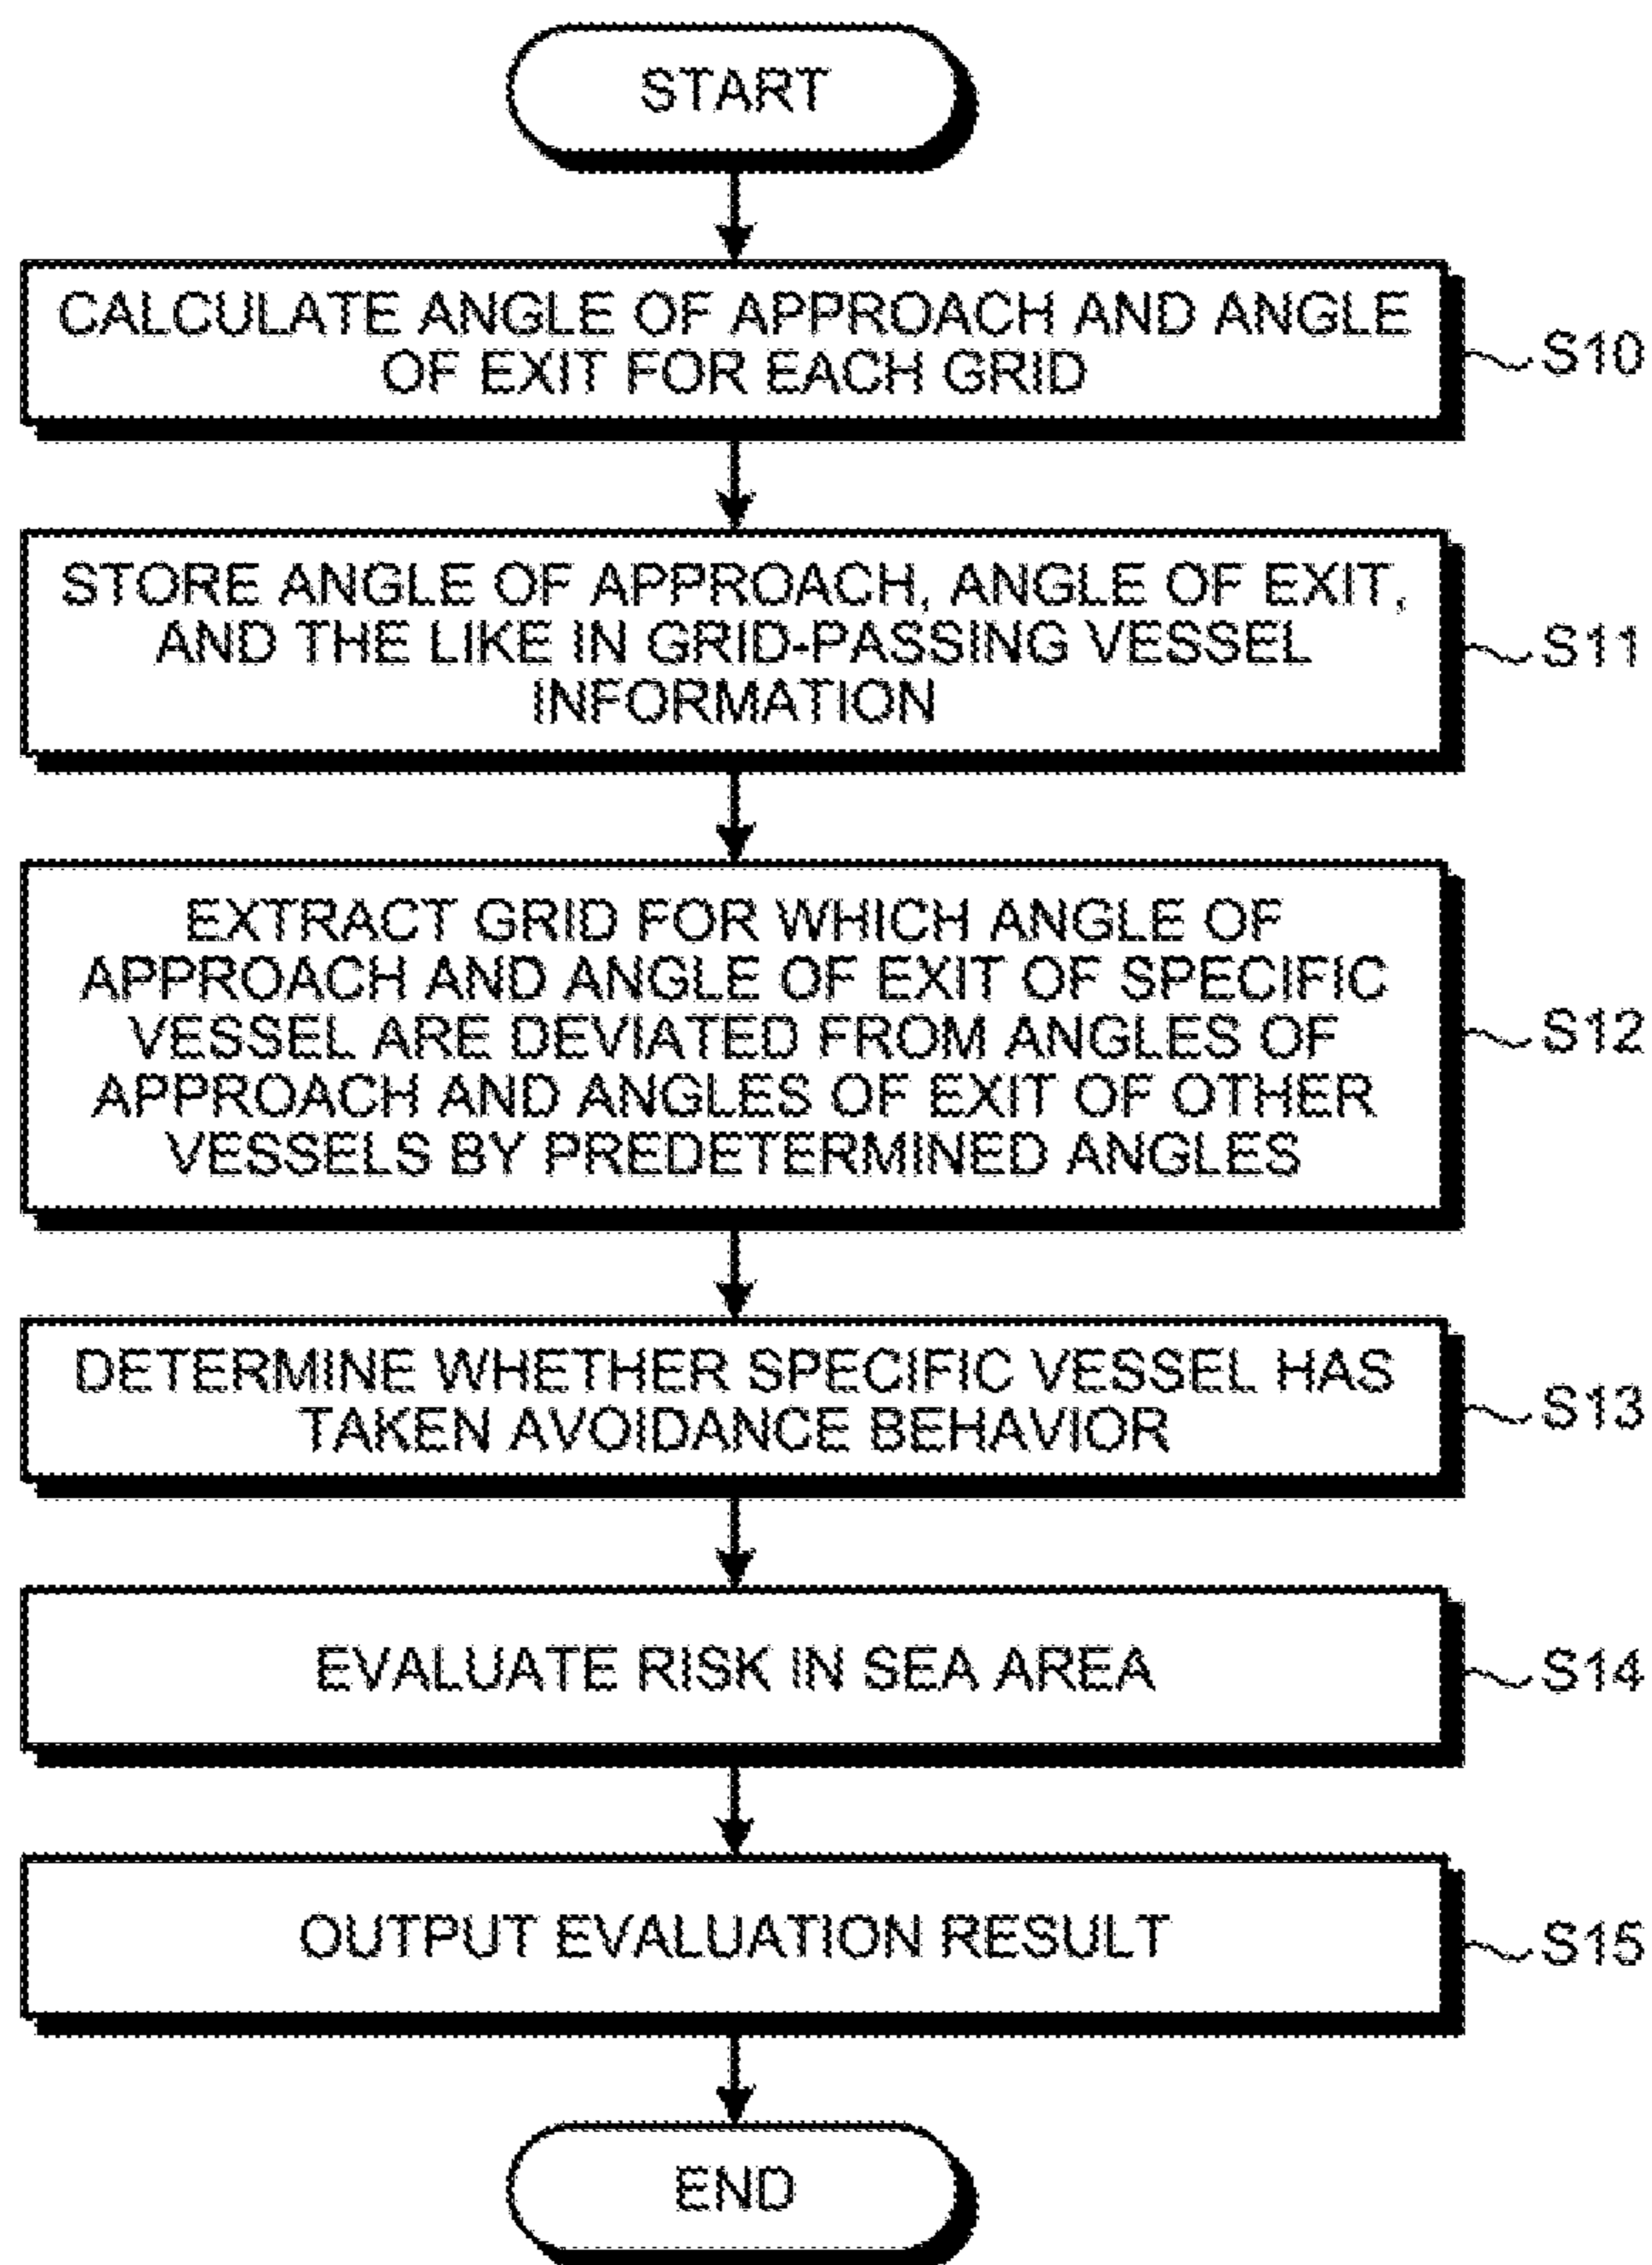 START
CALCULATE ANGLE OF APPROACH AND ANGLE
OF EXIT FOR EACH GRID
S10
STORE ANGLE OF APPROACH, ANGLE OF EXIT,
AND THE LIKE IN GRID-PASSING VESSEL
INFORMATION
S11
EXTRACT GRID FOR WHICH ANGLE OF
APPROACH AND ANGLE OF EXIT OF SPECIFIC
VESSEL ARE DEVIATED FROM ANGLES OF
APPROACH AND ANGLES OF EXIT OF OTHER
VESSELS BY PREDETERMINED ANGLES
S12
DETERMINE WHETHER SPECIFIC VESSEL HAS
TAKEN AVOIDANCE BEHAVIOR
S13
EVALUATE RISK IN SEA AREA
S14
OUTPUT EVALUATION RESULT
S15
END